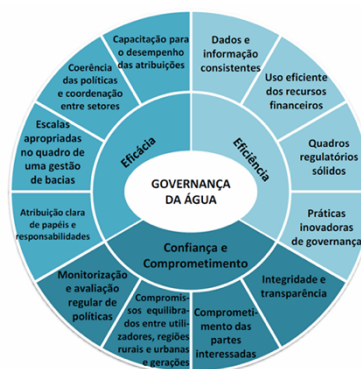 GOVERNANÇA
DA ÁGUA
Eficácia
Capacitação para
o desempenho
das atribuições
Coerência
das políticas e
coordenação
entre setores
Escalas
apropriadas
no quadro de
uma gestão
de bacias
Atribuição clara
de papéis e
responsabilidades
Eficiência
Dados e
informação
consistentes
Uso eficiente
dos recursos
financeiros
Quadros
regulatórios
sólidos
Práticas
inovadoras
de governança
Confiança e
Comprometimento
Monitorização
e avaliação
regular de
políticas
Compromis-
sos equilibra-
dos entre utili-
zadores, regiões
rurais e urbanas
e gerações
Comprometi-
mento das
partes
interessadas
Integridade e
transparência